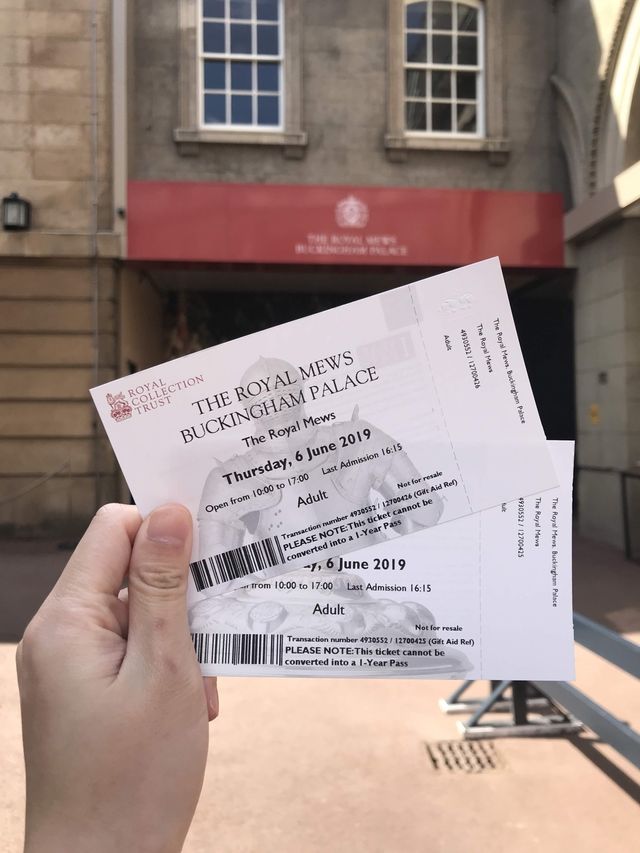 THE ROYAL MEWS
BUCKINGHAM PALACE
ROYAL
COLLECTION
TRUST
THE ROYAL MEWS
BUCKINGHAM PALACE
The Royal Mews
Thursday, 6 June 2019
Open from 10:00 to 17:00 Last Admission 16:15
Adult
Not for resale
Transaction number 4930552 / 12700426 (Gift Aid Ref)
PLEASE NOTE:This ticket cannot be
converted into a 1-Year Pass
The Royal Mews, Buckingham Palace
The Royal Mews
4930552 / 12700426
Adult
6 June 2019
from 10:00 to 17:00 Last Admission 16:15
Adult
Not for resale
Transaction number 4930552 / 12700425 (Gift Aid Ref)
PLEASE NOTE:This ticket cannot be
converted into a 1-Year Pass
The Royal Mews, Buckingham Palace
The Royal Mews
4930552 / 12700425